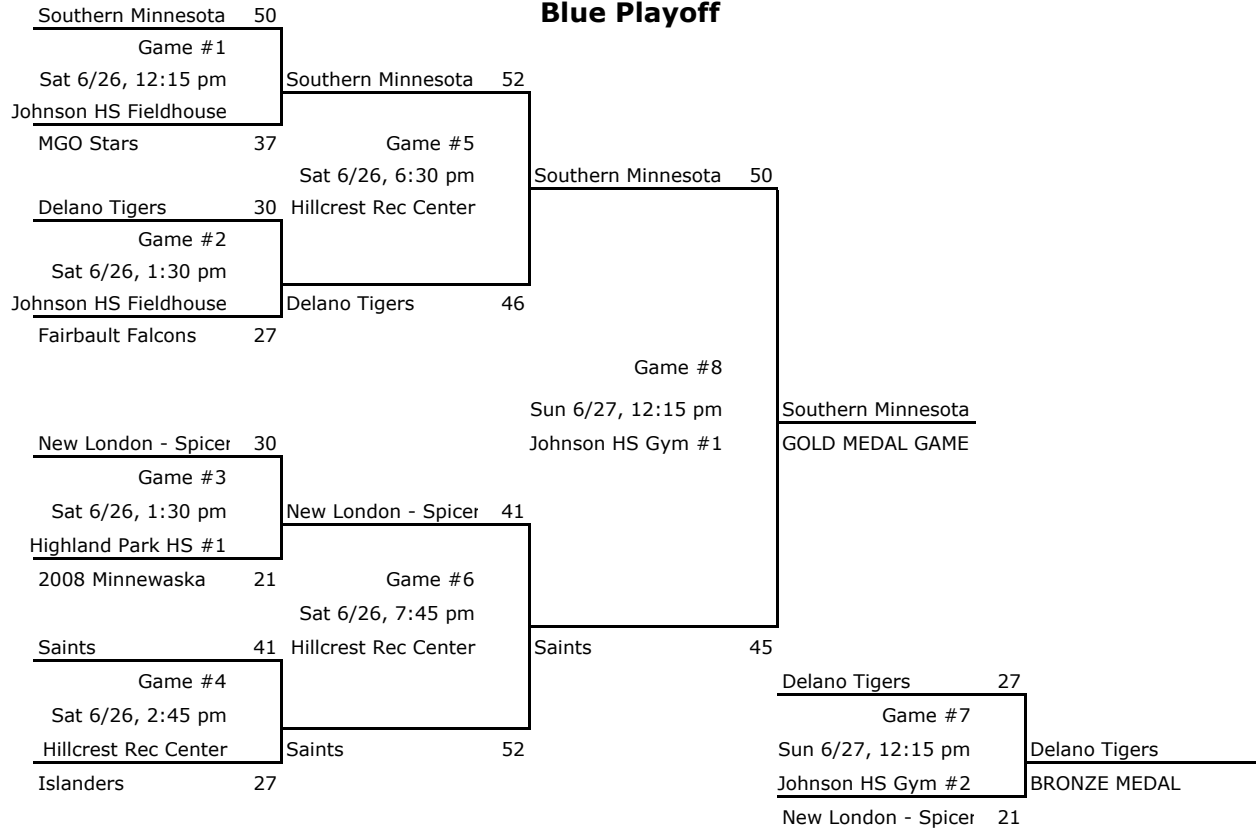 Blue Playoff
Southern Minnesota 50
Game #1
Sat 6/26, 12:15 pm
Johnson HS Fieldhouse
MGO Stars 37
Delano Tigers 30
Game #2
Sat 6/26, 1:30 pm
Johnson HS Fieldhouse
Fairbault Falcons 27
New London - Spicer 30
Game #3
Sat 6/26, 1:30 pm
Highland Park HS #1
2008 Minnewaska 21
Saints 41
Game #4
Sat 6/26, 2:45 pm
Hillcrest Rec Center
Islanders 27
Southern Minnesota 52
Game #5
Sat 6/26, 6:30 pm
Hillcrest Rec Center
Delano Tigers 46
New London - Spicer 41
Game #6
Sat 6/26, 7:45 pm
Hillcrest Rec Center
Saints 52
Southern Minnesota 50
Game #8
Sun 6/27, 12:15 pm
Johnson HS Gym #1
Saints 45
Southern Minnesota
GOLD MEDAL GAME
Delano Tigers 27
Game #7
Sun 6/27, 12:15 pm
Johnson HS Gym #2
New London - Spicer 21
Delano Tigers
BRONZE MEDAL